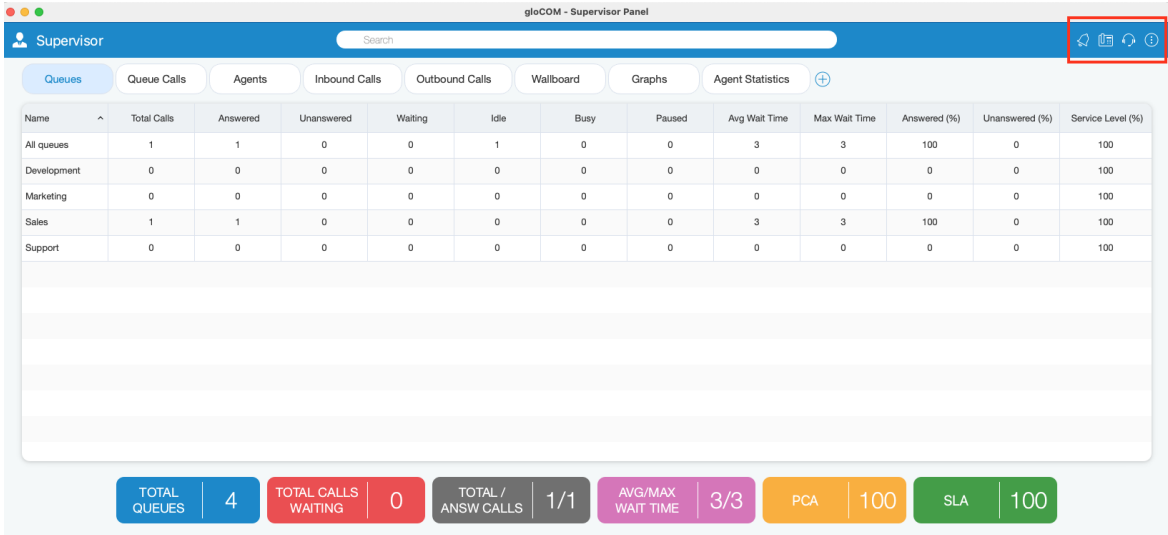 gloCOM - Supervisor Panel
Supervisor Search
Queues Queue Calls Agents Inbound Calls Outbound Calls Wallboard Graphs Agent Statistics
Name Total Calls Answered Unanswered Waiting Idle Busy Paused Avg Wait Time Max Wait Time Answered (%) Unanswered (%) Service Level (%)
All queues 1 1 0 0 1 0 0 3 3 100 0 100
Development 0 0 0 0 0 0 0 0 0 0 0 100
Marketing 0 0 0 0 0 0 0 0 0 0 0 100
Sales 1 1 0 0 0 0 0 3 3 100 0 100
Support 0 0 0 0 0 0 0 0 0 0 0 100
TOTAL QUEUES 4
TOTAL CALLS WAITING 0
TOTAL / ANSW CALLS 1/1
AVG/MAX WAIT TIME 3/3
PCA 100
SLA 100